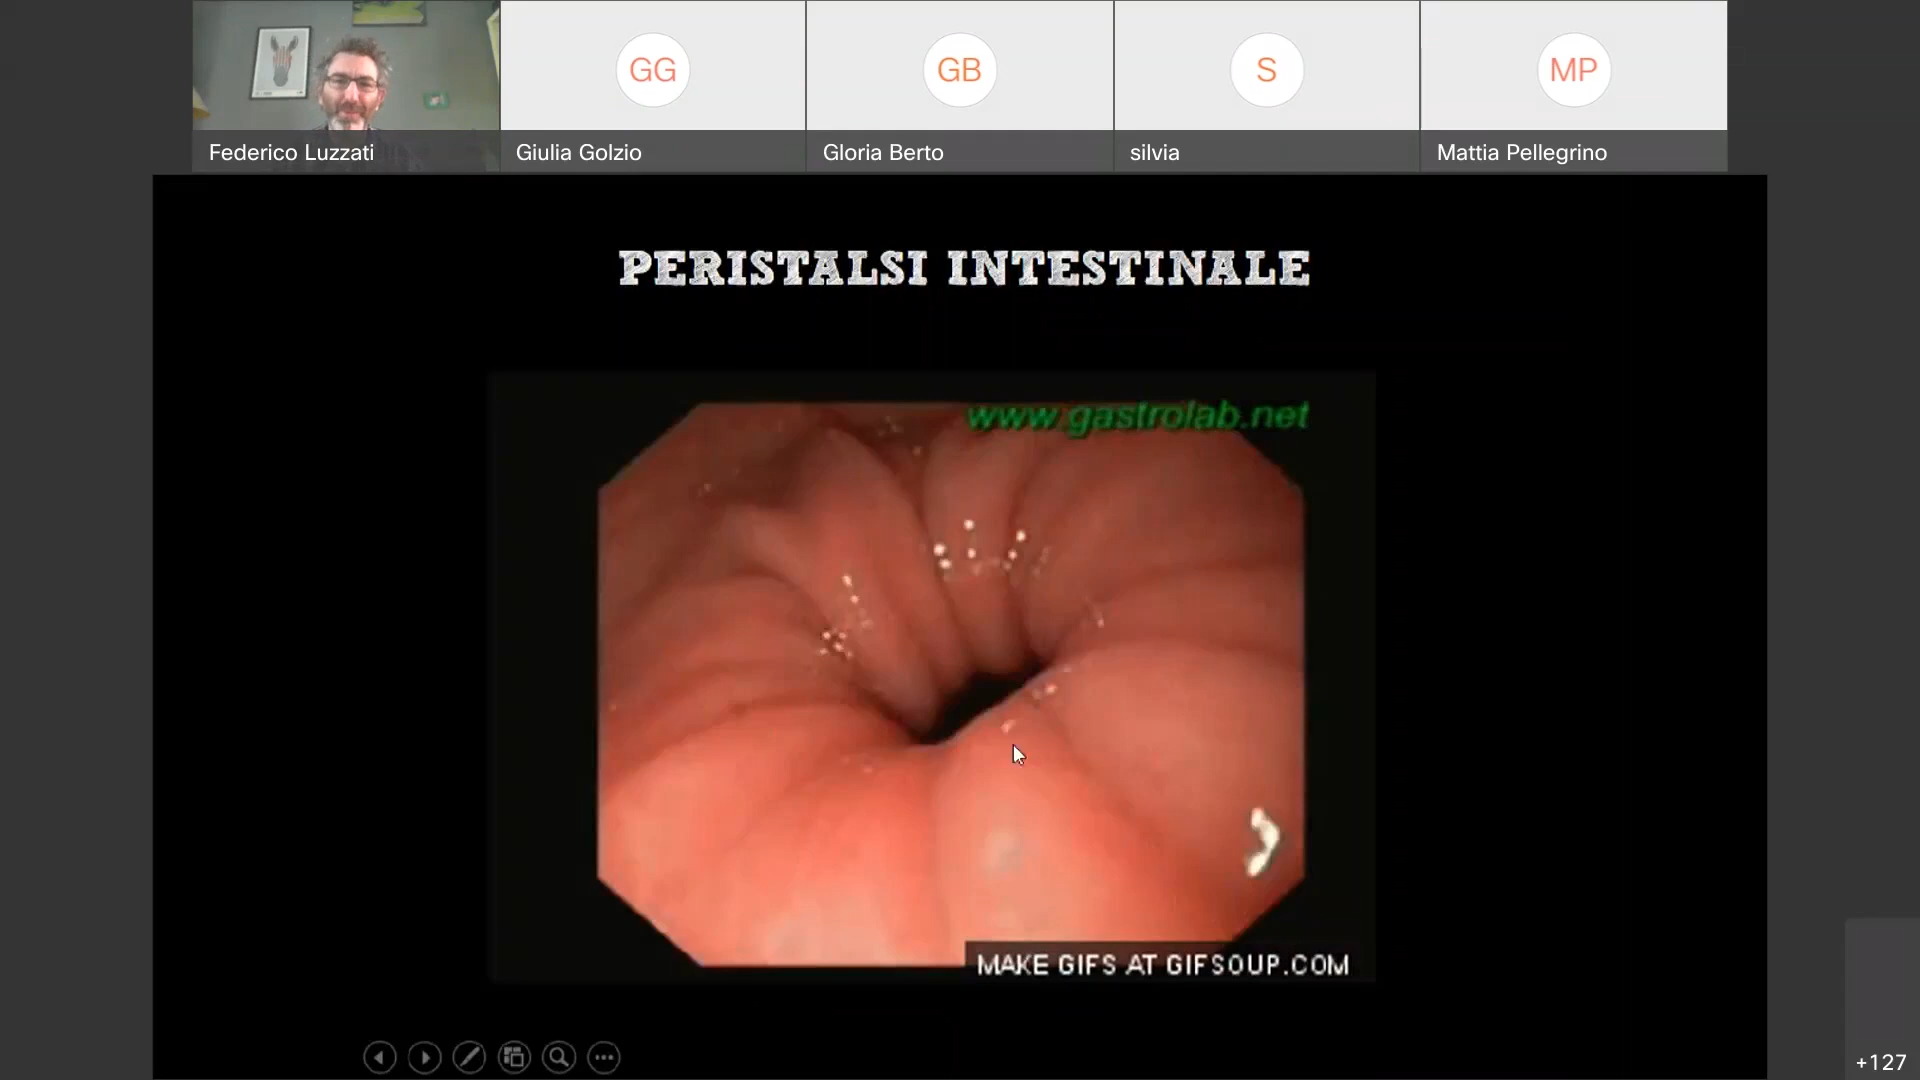 GG
GB
S
MP
Federico Luzzati
Giulia Golzio
Gloria Berto
silvia
Mattia Pellegrino
PERISTALSI INTESTINALE
www.gastrolab.net
MAKE GIFS AT GIFSOUP.COM
+127